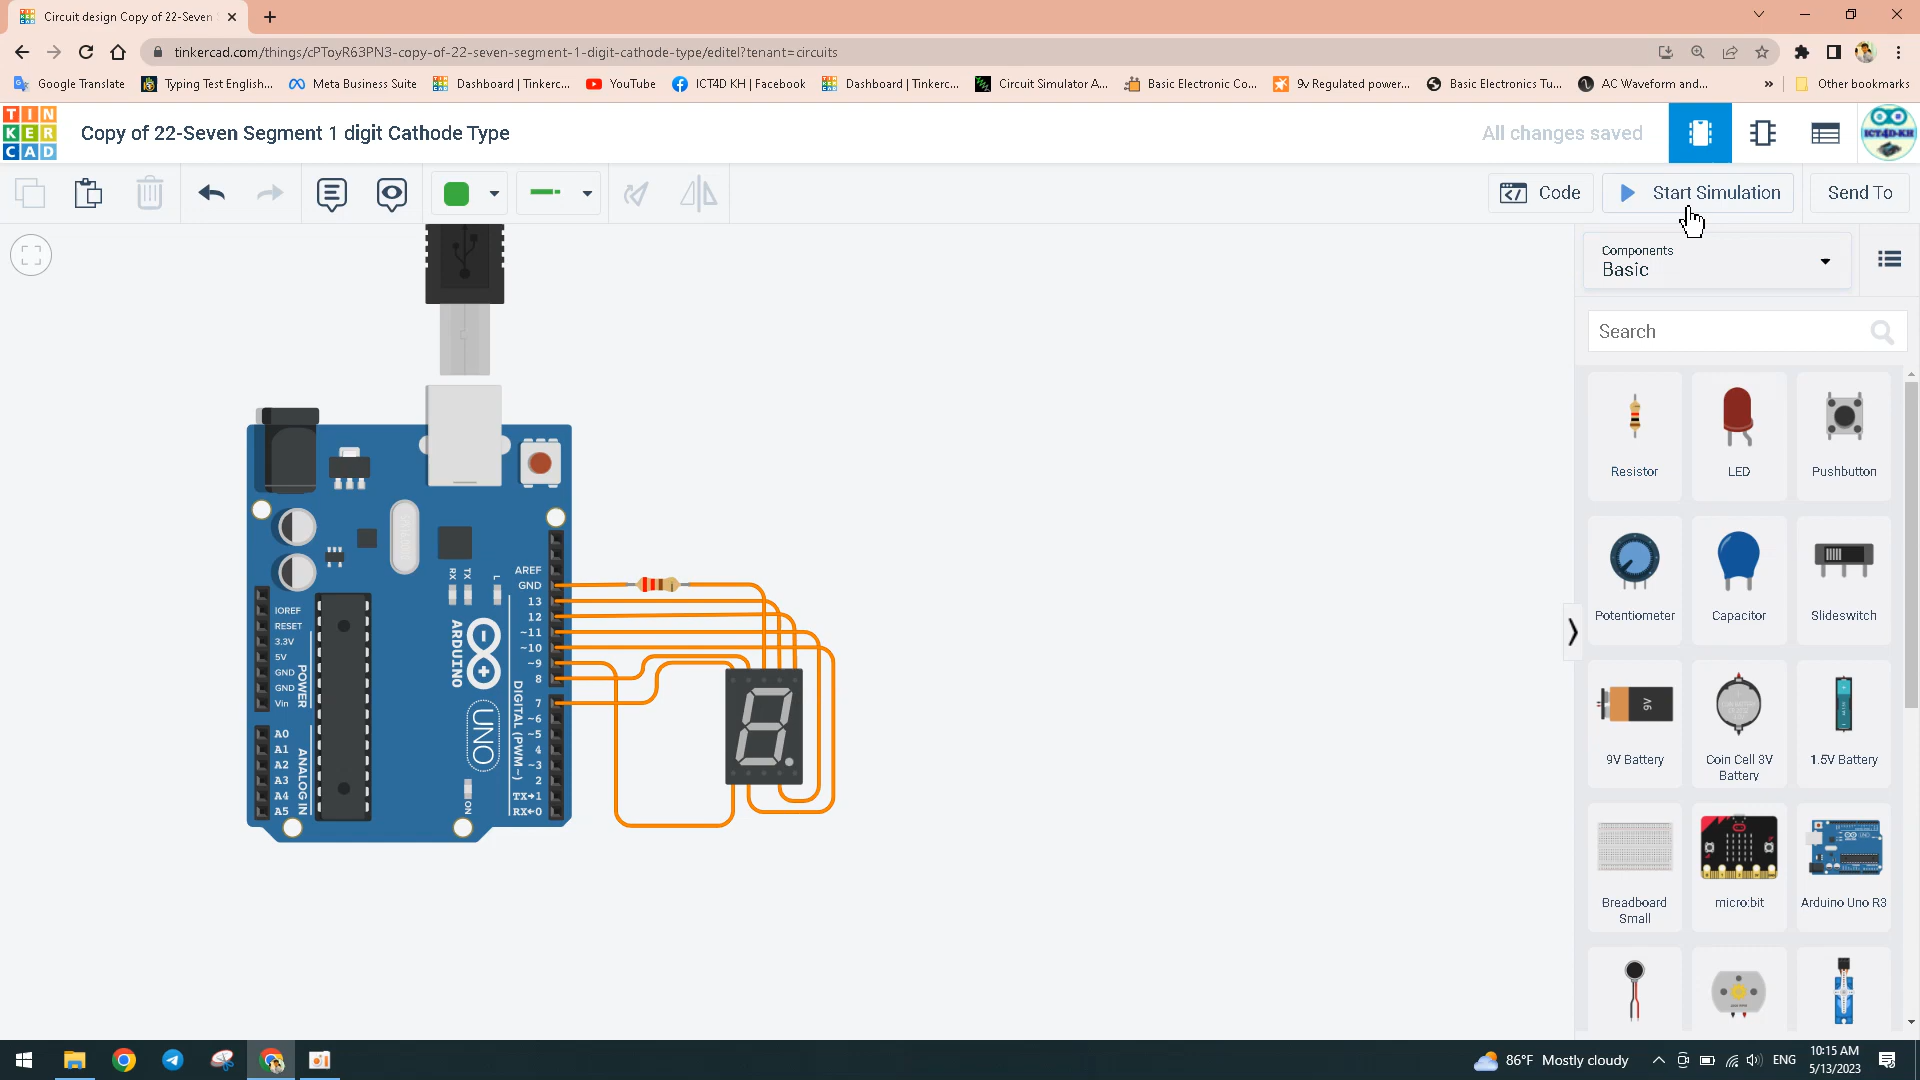 Circuit design Copy of 22-Seven
tinkercad.com/things/cPToyR63PN3-copy-of-22-seven-segment-1-digit-cathode-type/editel?tenant=circuits
Google Translate
Typing Test English...
Meta Business Suite
Dashboard | Tinkerc...
YouTube
ICT4D KH | Facebook
Dashboard | Tinkerc...
Circuit Simulator A...
Basic Electronic Co...
9v Regulated power...
Basic Electronics Tu...
AC Waveform and...
»
Other bookmarks
TIN
KER
CAD
Copy of 22-Seven Segment 1 digit Cathode Type
All changes saved
ICT4D-KH
Code
Start Simulation
Send To
Components
Basic
Search
Resistor
LED
Pushbutton
Potentiometer
Capacitor
Slideswitch
9V
9V Battery
Coin Cell 3V
Battery
1.5V Battery
Breadboard
Small
micro:bit
Arduino Uno R3
AREF
GND
13
12
~11
~10
~9
8
7
~6
~5
4
~3
2
TX→1
RX←0
RX
TX
L
ARDUINO
UNO
DIGITAL (PWM~)
ON
IOREF
RESET
3.3V
5V
GND
GND
Vin
POWER
A0
A1
A2
A3
A4
A5
ANALOG IN
86°F Mostly cloudy
ENG
10:15 AM
5/13/2023